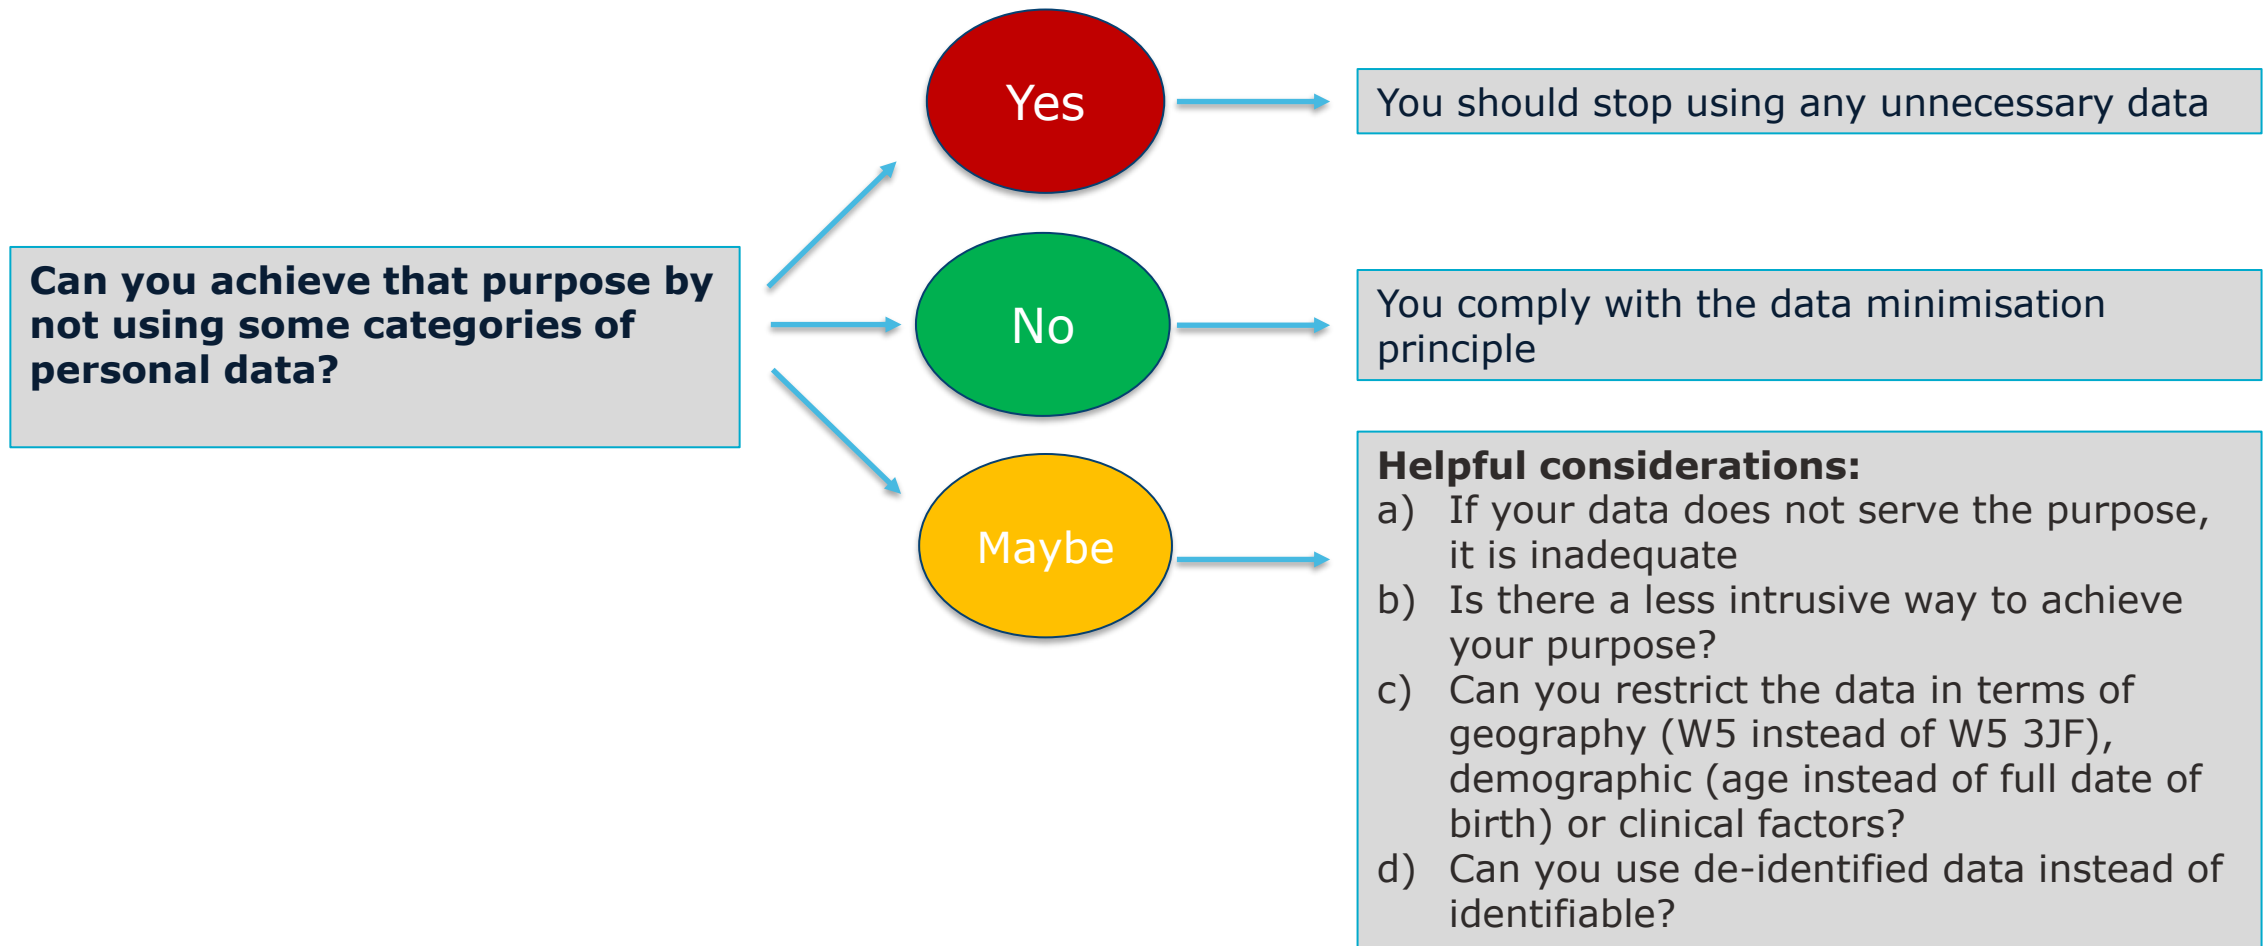 Can you achieve that purpose by
not using some categories of
personal data?
Yes
You should stop using any unnecessary data
No
You comply with the data minimisation
principle
Maybe
Helpful considerations:
a) If your data does not serve the purpose,
it is inadequate
b) Is there a less intrusive way to achieve
your purpose?
c) Can you restrict the data in terms of
geography (W5 instead of W5 3JF),
demographic (age instead of full date of
birth) or clinical factors?
d) Can you use de-identified data instead of
identifiable?